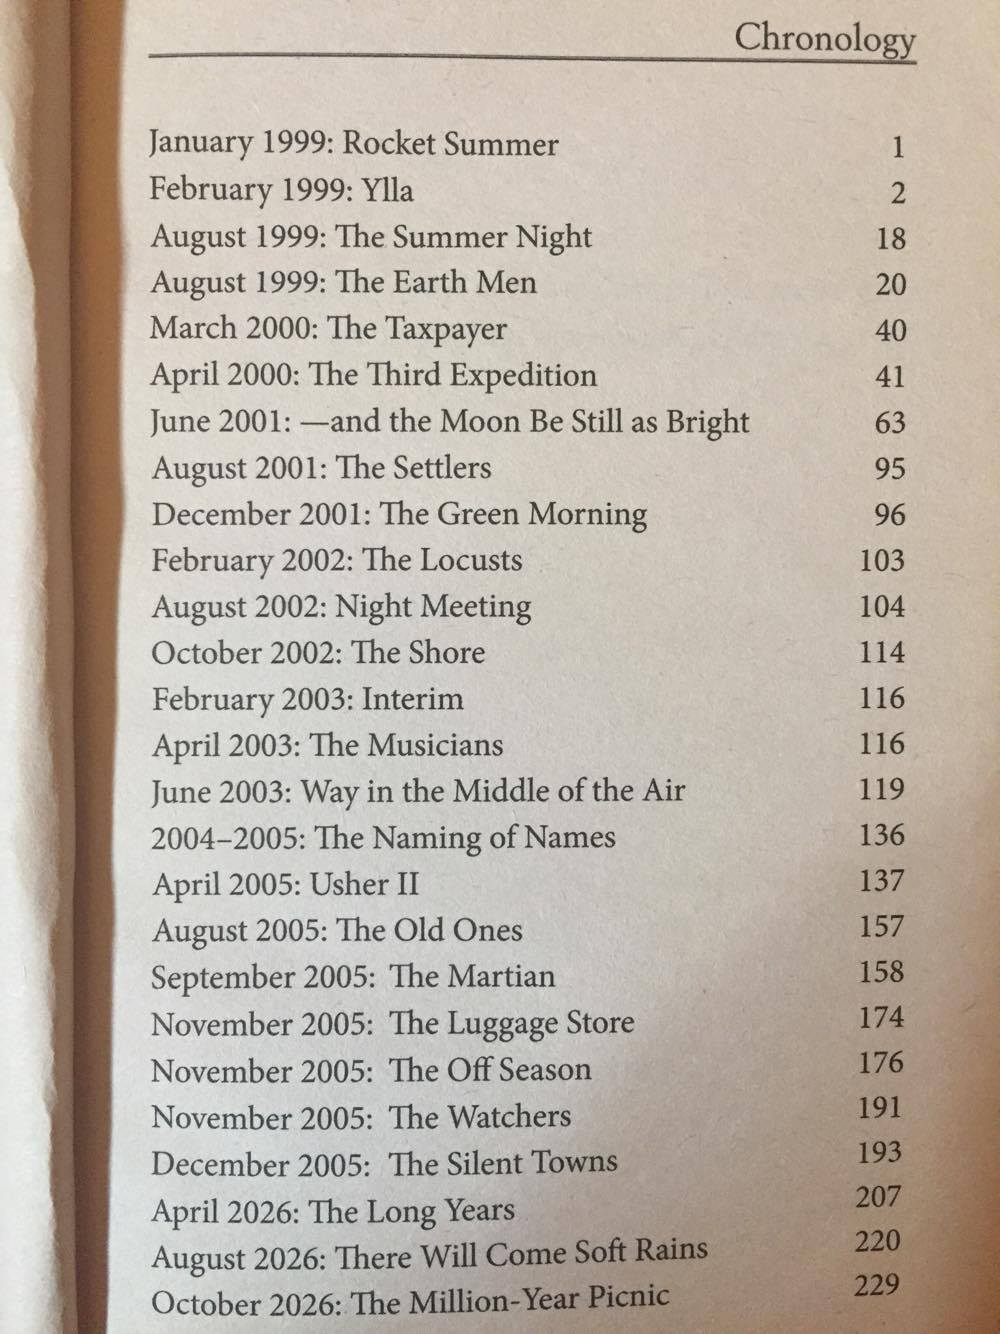 Chronology
January 1999: Rocket Summer 1
February 1999: Ylla 2
August 1999: The Summer Night 18
August 1999: The Earth Men 20
March 2000: The Taxpayer 40
April 2000: The Third Expedition 41
June 2001: —and the Moon Be Still as Bright 63
August 2001: The Settlers 95
December 2001: The Green Morning 96
February 2002: The Locusts 103
August 2002: Night Meeting 104
October 2002: The Shore 114
February 2003: Interim 116
April 2003: The Musicians 116
June 2003: Way in the Middle of the Air 119
2004–2005: The Naming of Names 136
April 2005: Usher II 137
August 2005: The Old Ones 157
September 2005: The Martian 158
November 2005: The Luggage Store 174
November 2005: The Off Season 176
November 2005: The Watchers 191
December 2005: The Silent Towns 193
April 2026: The Long Years 207
August 2026: There Will Come Soft Rains 220
October 2026: The Million-Year Picnic 229